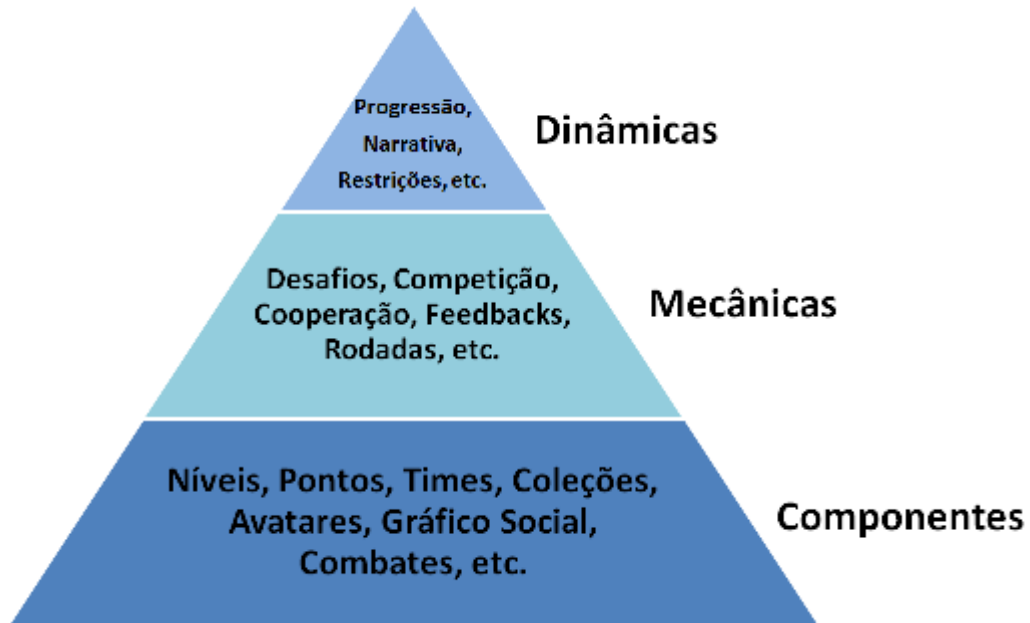 Progressão,
Narrativa,
Restrições, etc.
Dinâmicas
Desafios, Competição,
Cooperação, Feedbacks,
Rodadas, etc.
Mecânicas
Níveis, Pontos, Times, Coleções,
Avatares, Gráfico Social,
Combates, etc.
Componentes